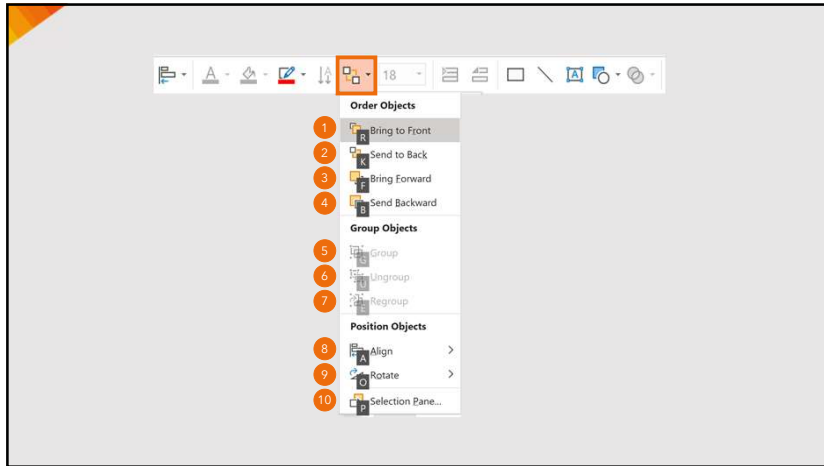 A A 18 A
Order Objects
1 R Bring to Front
2 K Send to Back
3 F Bring Forward
4 B Send Backward
Group Objects
5 G Group
6 U Ungroup
7 E Regroup
Position Objects
8 A Align
9 O Rotate
10 P Selection Pane...